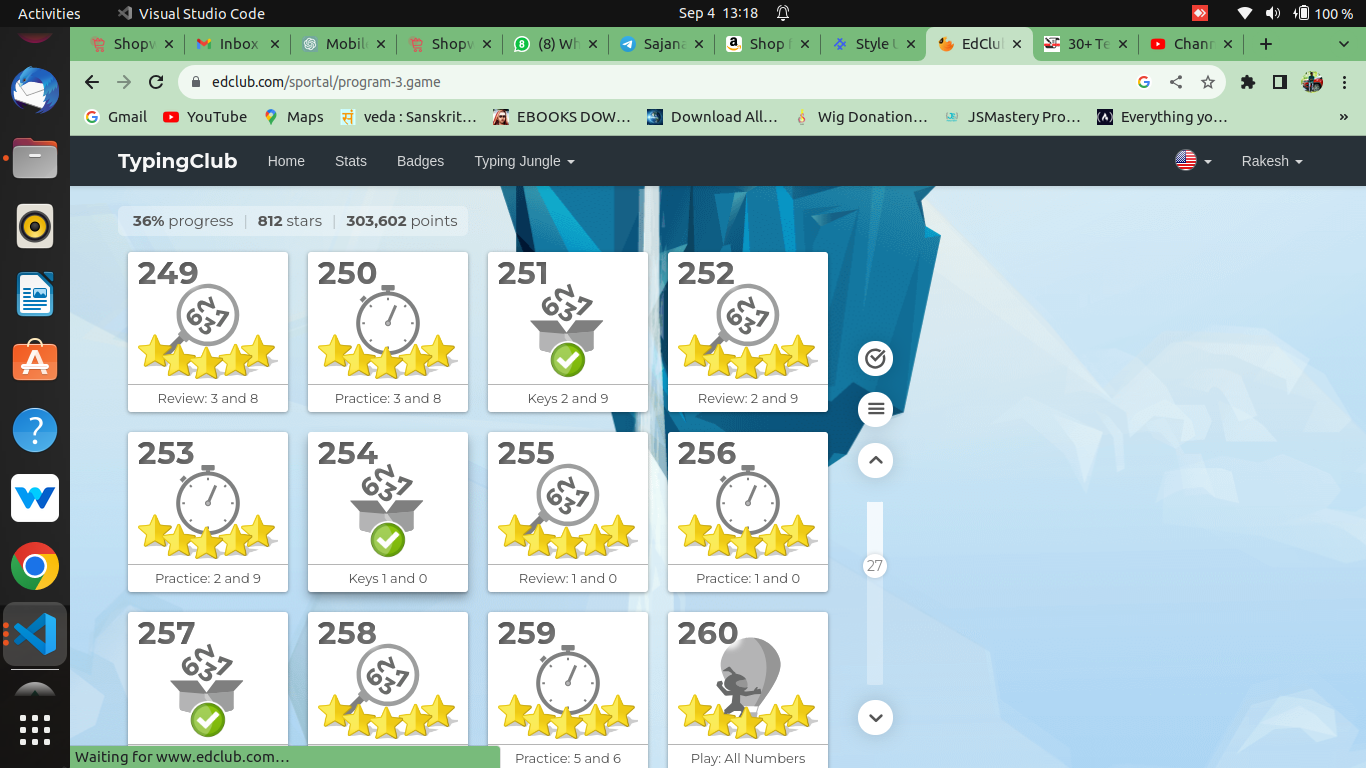 Activities Visual Studio Code Sep 4 13:18 100 %
Shopv Inbox Mobil Shopv (8) Wh Sajana Shop Style U EdClu 30+ Te Chann
edclub.com/sportal/program-3.game
Gmail YouTube Maps veda : Sanskrit… EBOOKS DOW… Download All… Wig Donation… JSMastery Pro… Everything yo… »
TypingClub Home Stats Badges Typing Jungle Rakesh
36% progress | 812 stars | 303,602 points
249 250 251 252
Review: 3 and 8 Practice: 3 and 8 Keys 2 and 9 Review: 2 and 9
253 254 255 256
Practice: 2 and 9 Keys 1 and 0 Review: 1 and 0 Practice: 1 and 0
27
257 258 259 260
Practice: 5 and 6 Play: All Numbers
Waiting for www.edclub.com…